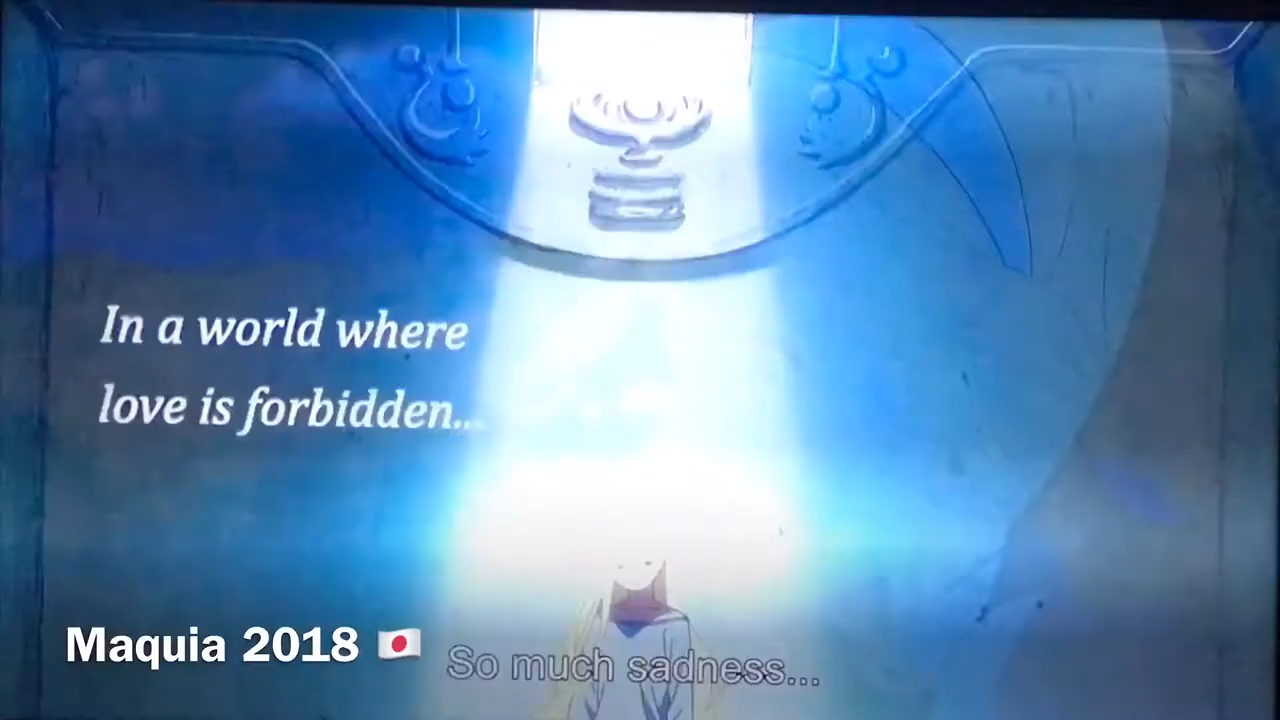 In a world where
love is forbidden...
Maquia 2018 🇯🇵
So much sadness...